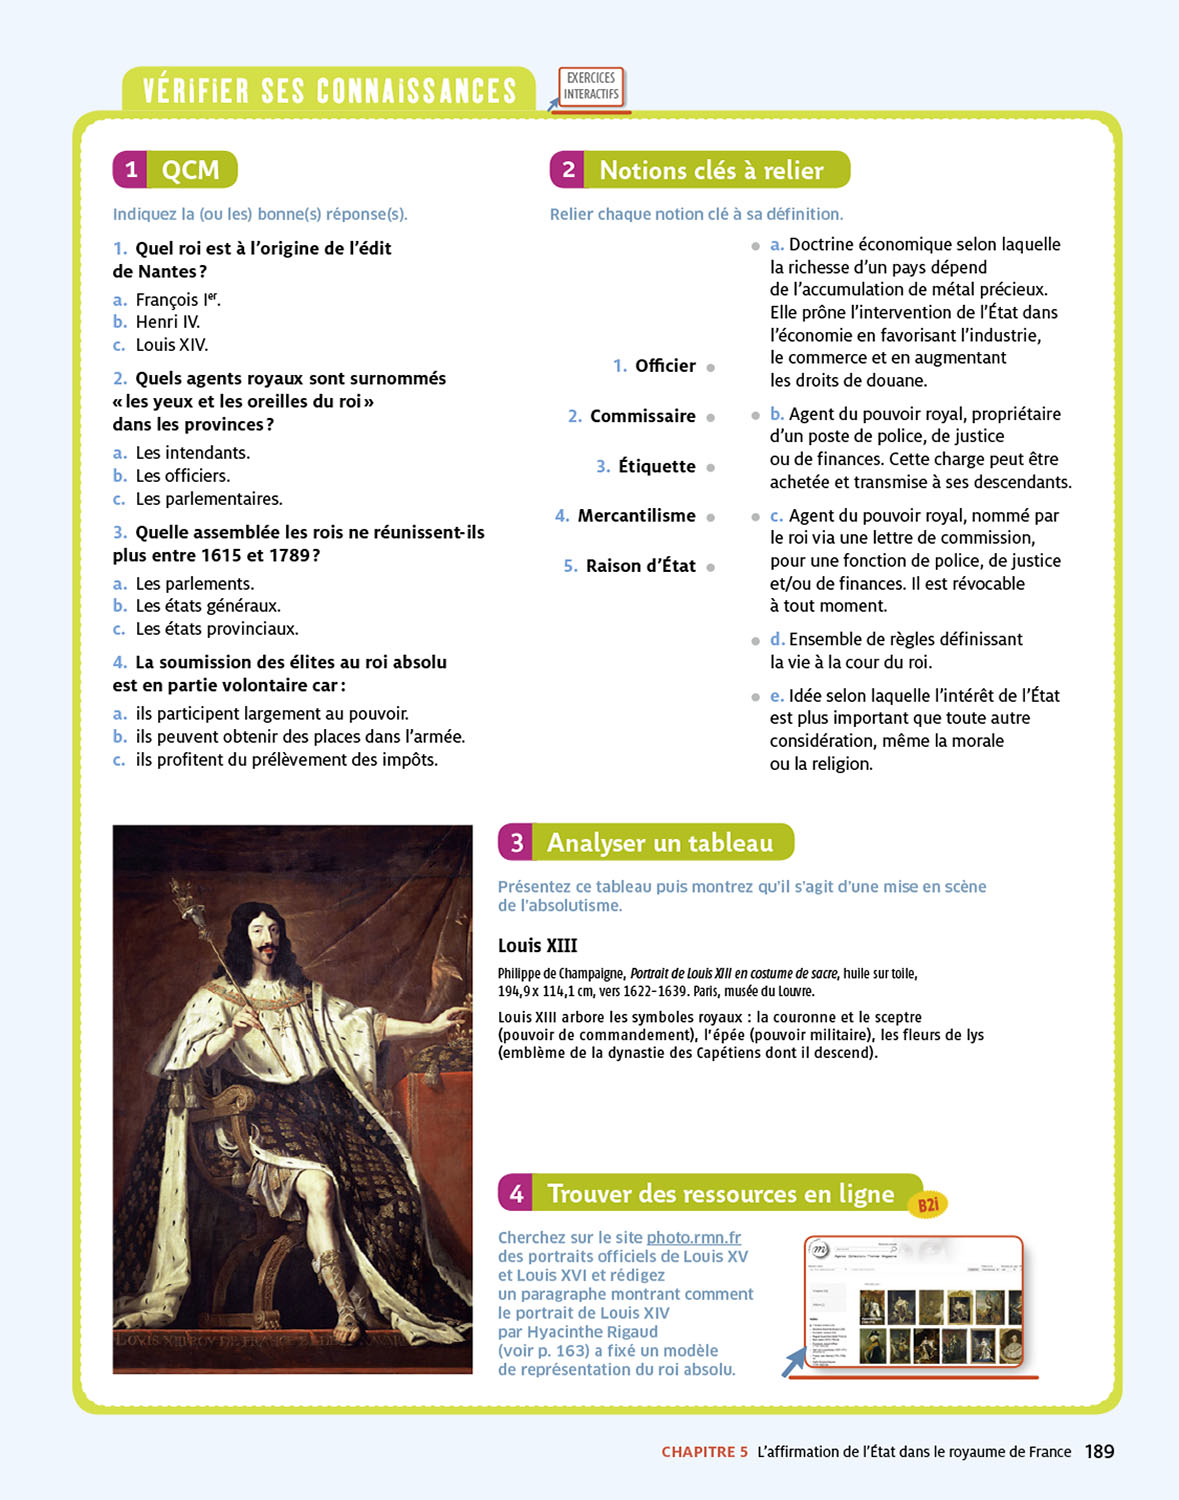 VÉRIFIER SES CONNAISSANCES
EXERCICES
INTERACTIFS
1 QCM
Indiquez la (ou les) bonne(s) réponse(s).
1. Quel roi est à l'origine de l'édit
de Nantes ?
a. François Ier.
b. Henri IV.
c. Louis XIV.
2. Quels agents royaux sont surnommés
« les yeux et les oreilles du roi »
dans les provinces ?
a. Les intendants.
b. Les officiers.
c. Les parlementaires.
3. Quelle assemblée les rois ne réunissent-ils
plus entre 1615 et 1789 ?
a. Les parlements.
b. Les états généraux.
c. Les états provinciaux.
4. La soumission des élites au roi absolu
est en partie volontaire car :
a. ils participent largement au pouvoir.
b. ils peuvent obtenir des places dans l'armée.
c. ils profitent du prélèvement des impôts.
2 Notions clés à relier
Relier chaque notion clé à sa définition.
1. Officier
2. Commissaire
3. Étiquette
4. Mercantilisme
5. Raison d'État
a. Doctrine économique selon laquelle
la richesse d'un pays dépend
de l'accumulation de métal précieux.
Elle prône l'intervention de l'État dans
l'économie en favorisant l'industrie,
le commerce et en augmentant
les droits de douane.
b. Agent du pouvoir royal, propriétaire
d'un poste de police, de justice
ou de finances. Cette charge peut être
achetée et transmise à ses descendants.
c. Agent du pouvoir royal, nommé par
le roi via une lettre de commission,
pour une fonction de police, de justice
et/ou de finances. Il est révocable
à tout moment.
d. Ensemble de règles définissant
la vie à la cour du roi.
e. Idée selon laquelle l'intérêt de l'État
est plus important que toute autre
considération, même la morale
ou la religion.
3 Analyser un tableau
Présentez ce tableau puis montrez qu'il s'agit d'une mise en scène
de l'absolutisme.
Louis XIII
Philippe de Champaigne, Portrait de Louis XIII en costume de sacre, huile sur toile,
194,9 x 114,1 cm, vers 1622-1639. Paris, musée du Louvre.
Louis XIII arbore les symboles royaux : la couronne et le sceptre
(pouvoir de commandement), l'épée (pouvoir militaire), les fleurs de lys
(emblème de la dynastie des Capétiens dont il descend).
LOVIS XIII ROY DE FRANCE
4 Trouver des ressources en ligne
B2i
Cherchez sur le site photo.rmn.fr
des portraits officiels de Louis XV
et Louis XVI et rédigez
un paragraphe montrant comment
le portrait de Louis XIV
par Hyacinthe Rigaud
(voir p. 163) a fixé un modèle
de représentation du roi absolu.
CHAPITRE 5 L'affirmation de l'État dans le royaume de France 189